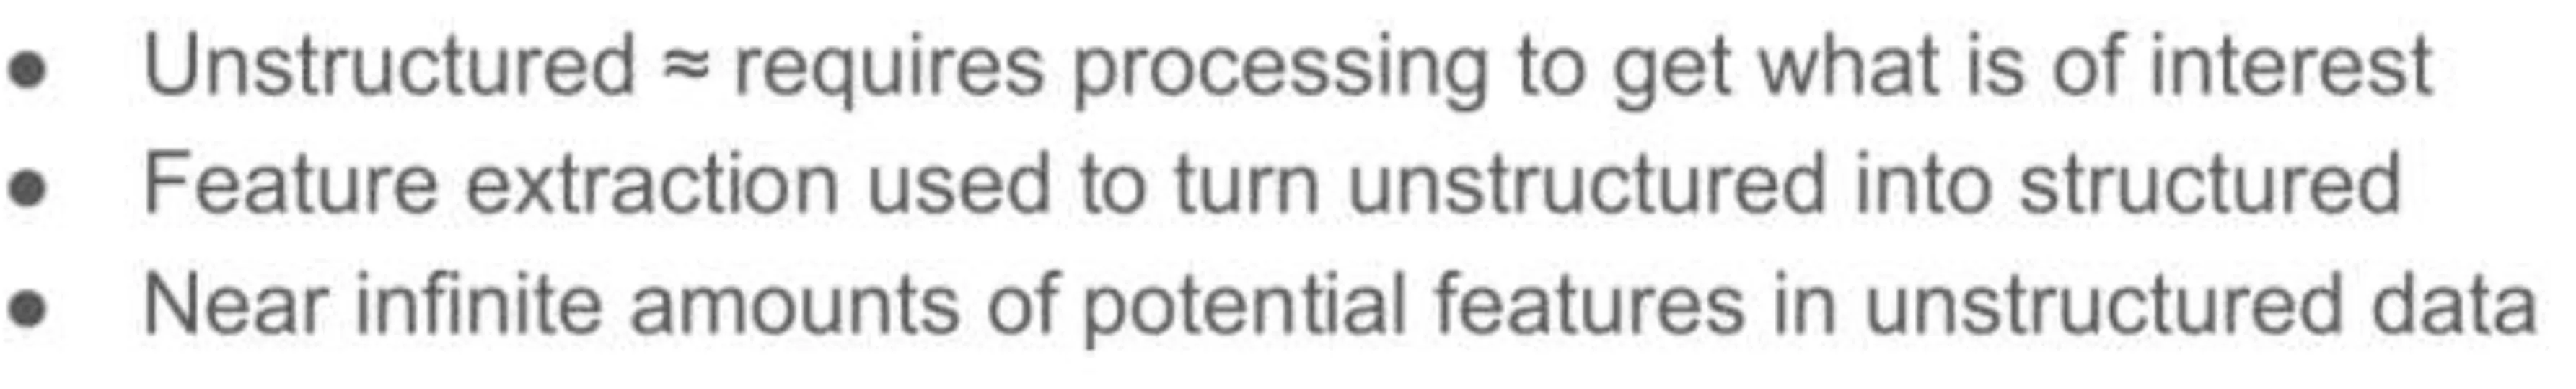 ● Unstructured ≈ requires processing to get what is of interest
● Feature extraction used to turn unstructured into structured
● Near infinite amounts of potential features in unstructured data